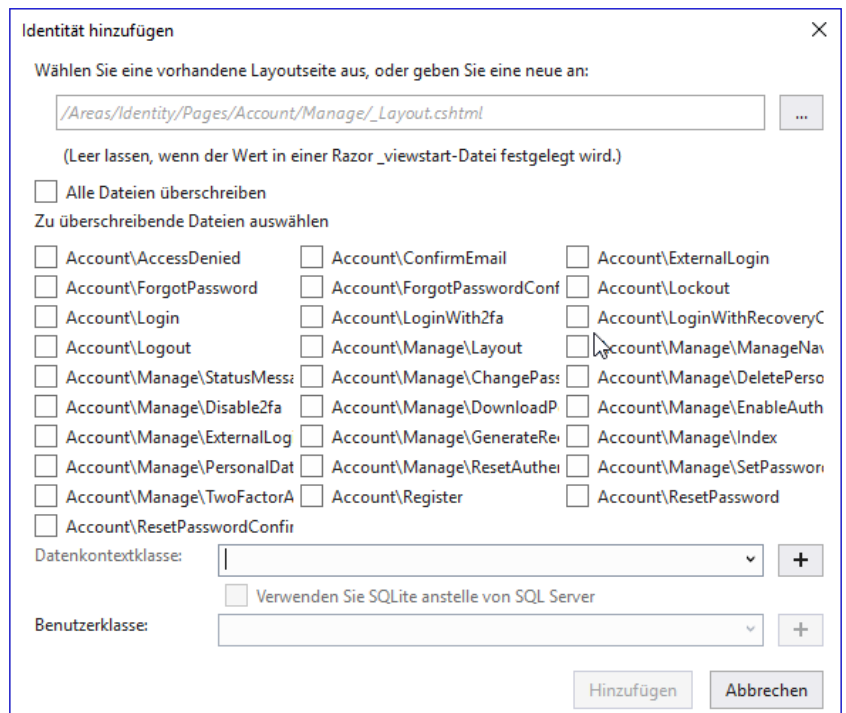 Identität hinzufügen
Wählen Sie eine vorhandene Layoutseite aus, oder geben Sie eine neue an:
/Areas/Identity/Pages/Account/Manage/_Layout.cshtml ...
(Leer lassen, wenn der Wert in einer Razor _viewstart-Datei festgelegt wird.)
Alle Dateien überschreiben
Zu überschreibende Dateien auswählen
Account\AccessDenied Account\ConfirmEmail Account\ExternalLogin
Account\ForgotPassword Account\ForgotPasswordConf Account\Lockout
Account\Login Account\LoginWith2fa Account\LoginWithRecoveryC
Account\Logout Account\Manage\Layout Account\Manage\ManageNav
Account\Manage\StatusMessa Account\Manage\ChangePass Account\Manage\DeletePerso
Account\Manage\Disable2fa Account\Manage\DownloadP Account\Manage\EnableAuth
Account\Manage\ExternalLog Account\Manage\GenerateRe Account\Manage\Index
Account\Manage\PersonalDat Account\Manage\ResetAuthe Account\Manage\SetPassword
Account\Manage\TwoFactorA Account\Register Account\ResetPassword
Account\ResetPasswordConfir
Datenkontextklasse: +
Verwenden Sie SQLite anstelle von SQL Server
Benutzerklasse: +
Hinzufügen Abbrechen